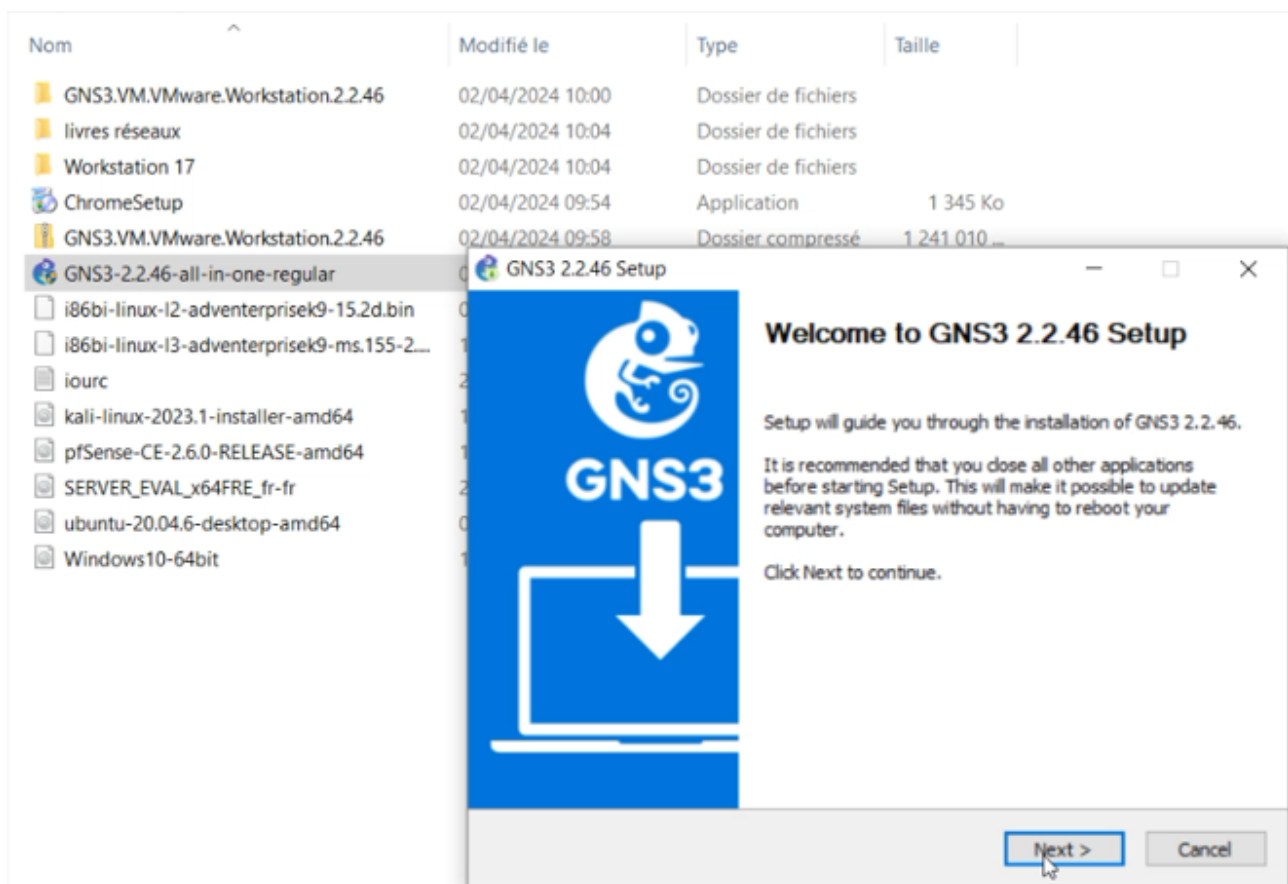 Nom Modifié le Type Taille
GNS3.VM.VMware.Workstation.2.2.46 02/04/2024 10:00 Dossier de fichiers
livres réseaux 02/04/2024 10:04 Dossier de fichiers
Workstation 17 02/04/2024 10:04 Dossier de fichiers
ChromeSetup 02/04/2024 09:54 Application 1 345 Ko
GNS3.VM.VMware.Workstation.2.2.46 02/04/2024 09:58 Dossier compressé 1 241 010 ...
GNS3-2.2.46-all-in-one-regular
i86bi-linux-l2-adventerprisek9-15.2d.bin
i86bi-linux-l3-adventerprisek9-ms.155-2....
iourc
kali-linux-2023.1-installer-amd64
pfSense-CE-2.6.0-RELEASE-amd64
SERVER_EVAL_x64FRE_fr-fr
ubuntu-20.04.6-desktop-amd64
Windows10-64bit
GNS3 2.2.46 Setup
GNS3
Welcome to GNS3 2.2.46 Setup
Setup will guide you through the installation of GNS3 2.2.46.
It is recommended that you close all other applications
before starting Setup. This will make it possible to update
relevant system files without having to reboot your
computer.
Click Next to continue.
Next > Cancel